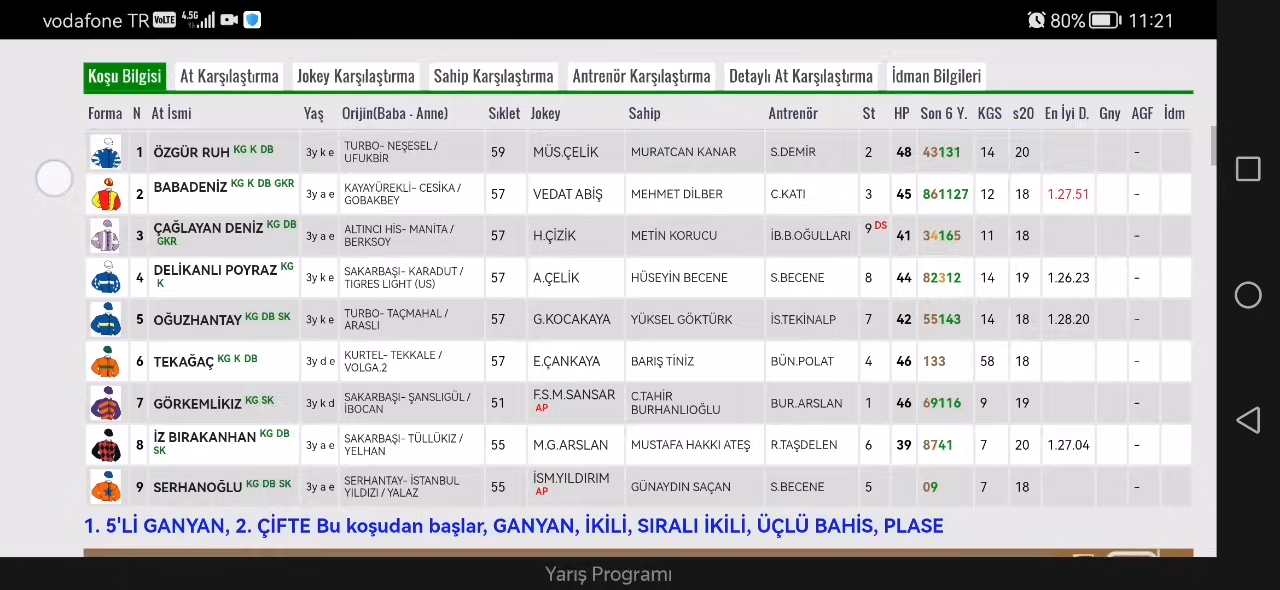 vodafone TR VoLTE 4.5G 80% 11:21
Koşu Bilgisi At Karşılaştırma Jokey Karşılaştırma Sahip Karşılaştırma Antrenör Karşılaştırma Detaylı At Karşılaştırma İdman Bilgileri
Forma N At İsmi Yaş Orijin(Baba - Anne) Sıklet Jokey Sahip Antrenör St HP Son 6 Y. KGS s20 En İyi D. Gny AGF İdm
1 ÖZGÜR RUH KG K DB 3y k e TURBO- NEŞESEL / UFUKBİR 59 MÜS.ÇELİK MURATCAN KANAR S.DEMİR 2 48 43131 14 20 -
2 BABADENİZ KG K DB GKR 3y a e KAYAYÜREKLİ- CESİKA / GOBAKBEY 57 VEDAT ABİŞ MEHMET DİLBER C.KATI 3 45 861127 12 18 1.27.51 -
3 ÇAĞLAYAN DENİZ KG DB GKR 3y a e ALTINCI HİS- MANİTA / BERKSOY 57 H.ÇİZİK METİN KORUCU İB.B.OĞULLARI 9 DS 41 34165 11 18 -
4 DELİKANLI POYRAZ KG K 3y k e SAKARBAŞI- KARADUT / TIGRES LIGHT (US) 57 A.ÇELİK HÜSEYİN BECENE S.BECENE 8 44 82312 14 19 1.26.23 -
5 OĞUZHANTAY KG DB SK 3y k e TURBO- TAÇMAHAL / ARASLI 57 G.KOCAKAYA YÜKSEL GÖKTÜRK İS.TEKİNALP 7 42 55143 14 18 1.28.20 -
6 TEKAĞAÇ KG K DB 3y d e KURTEL- TEKKALE / VOLGA.2 57 E.ÇANKAYA BARIŞ TİNİZ BÜN.POLAT 4 46 133 58 18 -
7 GÖRKEMLİKIZ KG SK 3y k d SAKARBAŞI- ŞANSLIGÜL / İBOCAN 51 F.S.M.SANSAR AP C.TAHİR BURHANLIOĞLU BUR.ARSLAN 1 46 69116 9 19 -
8 İZ BIRAKANHAN KG DB SK 3y a e SAKARBAŞI- TÜLLÜKIZ / YELHAN 55 M.G.ARSLAN MUSTAFA HAKKI ATEŞ R.TAŞDELEN 6 39 8741 7 20 1.27.04 -
9 SERHANOĞLU KG DB SK 3y a e SERHANTAY- İSTANBUL YILDIZI / YALAZ 55 İSM.YILDIRIM AP GÜNAYDIN SAÇAN S.BECENE 5 09 7 18 -
1. 5'Lİ GANYAN, 2. ÇİFTE Bu koşudan başlar, GANYAN, İKİLİ, SIRALI İKİLİ, ÜÇLÜ BAHİS, PLASE
Yarış Programı